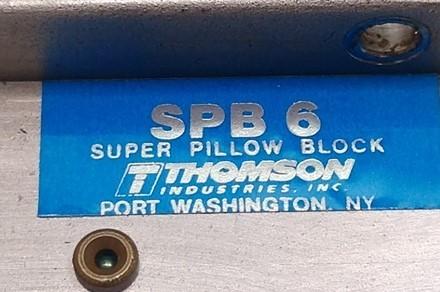 SPB 6
SUPER PILLOW BLOCK
T THOMSON
INDUSTRIES, INC.
PORT WASHINGTON, NY